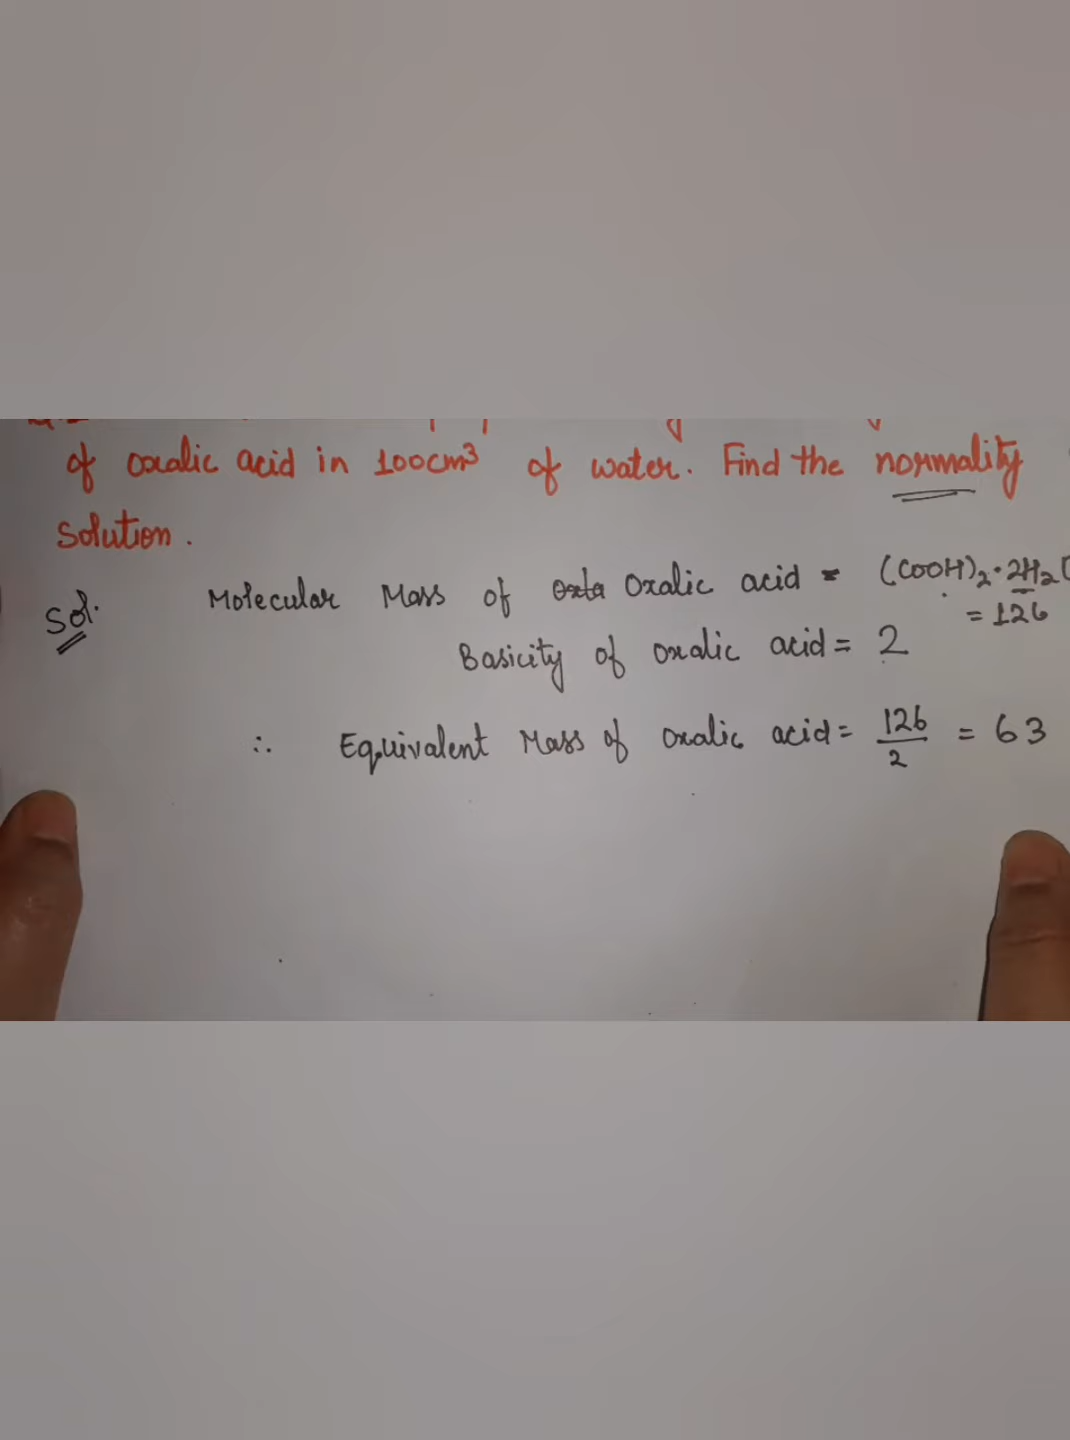 of oxalic acid in 100cm³ of water. Find the normality
solution.
Sol. Molecular Mass of Oxalic acid = (COOH)₂·2H₂O
= 126
Basicity of oxalic acid = 2
∴ Equivalent Mass of oxalic acid = 126/2 = 63